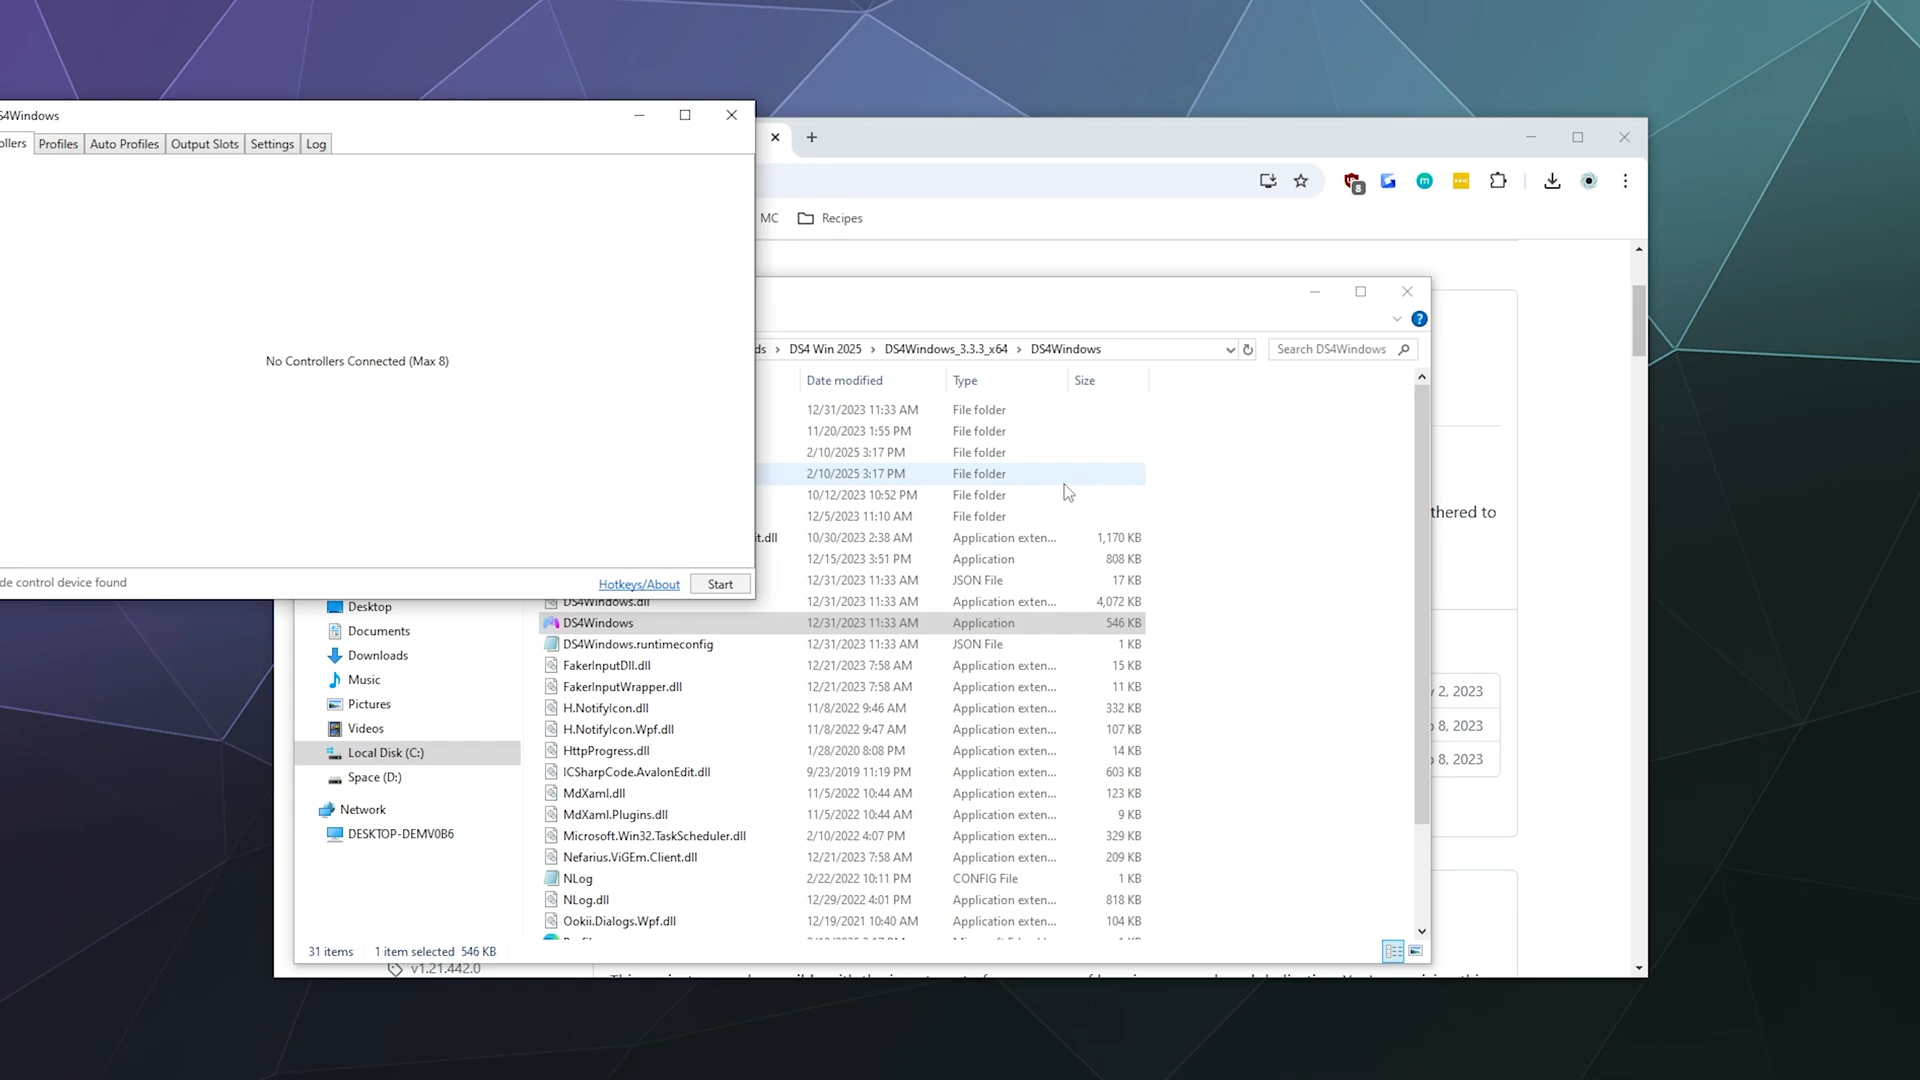 S4Windows
ollers Profiles Auto Profiles Output Slots Settings Log
No Controllers Connected (Max 8)
de control device found
Hotkeys/About Start
8
m
MC Recipes
ds DS4 Win 2025 DS4Windows_3.3.3_x64 DS4Windows
Search DS4Windows
Date modified Type Size
12/31/2023 11:33 AM File folder
11/20/2023 1:55 PM File folder
2/10/2025 3:17 PM File folder
2/10/2025 3:17 PM File folder
10/12/2023 10:52 PM File folder
12/5/2023 11:10 AM File folder
it.dll 10/30/2023 2:38 AM Application exten... 1,170 KB
12/15/2023 3:51 PM Application 808 KB
12/31/2023 11:33 AM JSON File 17 KB
DS4Windows.dll 12/31/2023 11:33 AM Application exten... 4,072 KB
DS4Windows 12/31/2023 11:33 AM Application 546 KB
DS4Windows.runtimeconfig 12/31/2023 11:33 AM JSON File 1 KB
FakerInputDll.dll 12/21/2023 7:58 AM Application exten... 15 KB
FakerInputWrapper.dll 12/21/2023 7:58 AM Application exten... 11 KB
H.NotifyIcon.dll 11/8/2022 9:46 AM Application exten... 332 KB
H.NotifyIcon.Wpf.dll 11/8/2022 9:47 AM Application exten... 107 KB
HttpProgress.dll 1/28/2020 8:08 PM Application exten... 14 KB
ICSharpCode.AvalonEdit.dll 9/23/2019 11:19 PM Application exten... 603 KB
MdXaml.dll 11/5/2022 10:44 AM Application exten... 123 KB
MdXaml.Plugins.dll 11/5/2022 10:44 AM Application exten... 9 KB
Microsoft.Win32.TaskScheduler.dll 2/10/2022 4:07 PM Application exten... 329 KB
Nefarius.ViGEm.Client.dll 12/21/2023 7:58 AM Application exten... 209 KB
NLog 2/22/2022 10:11 PM CONFIG File 1 KB
NLog.dll 12/29/2022 4:01 PM Application exten... 818 KB
Ookii.Dialogs.Wpf.dll 12/19/2021 10:40 AM Application exten... 104 KB
Desktop
Documents
Downloads
Music
Pictures
Videos
Local Disk (C:)
Space (D:)
Network
DESKTOP-DEMV0B6
31 items 1 item selected 546 KB
v1.21.442.0
thered to
2, 2023
8, 2023
8, 2023